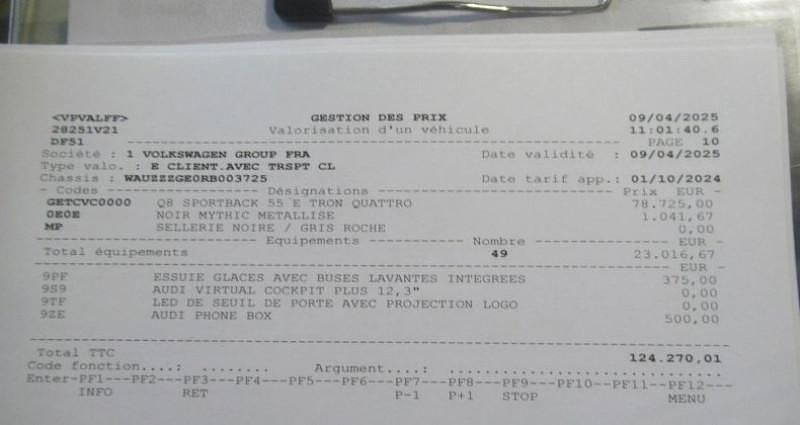 <VPVALFF> GESTION DES PRIX 09/04/2025
28251V21 Valorisation d'un véhicule 11:01:40.6
DF51 ---------------------------------------- PAGE 10
Société : 1 VOLKSWAGEN GROUP FRA Date validité : 09/04/2025
Type valo. : E CLIENT.AVEC TRSPT CL
Chassis : WAUZZZGE0RB003725 Date tarif app.: 01/10/2024
- Codes --------- Désignations ------------------------ Prix EUR -
GETCVC0000 Q8 SPORTBACK 55 E TRON QUATTRO 78.725,00
0E0E NOIR MYTHIC METALLISE 1.041,67
MP SELLERIE NOIRE / GRIS ROCHE 0,00
---------------- Equipements ----------- Nombre ------------- EUR -
Total équipements 49 23.016,67
---------------------------------------- EUR -
9PF ESSUIE GLACES AVEC BUSES LAVANTES INTEGREES 375,00
9S9 AUDI VIRTUAL COCKPIT PLUS 12,3" 0,00
9TF LED DE SEUIL DE PORTE AVEC PROJECTION LOGO 0,00
9ZE AUDI PHONE BOX 500,00
----------------------------------------
Total TTC 124.270,01
Code fonction....: ........ Argument....: ..............................
Enter-PF1---PF2---PF3---PF4---PF5---PF6---PF7---PF8---PF9---PF10--PF11--PF12---
INFO RET P-1 P+1 STOP MENU